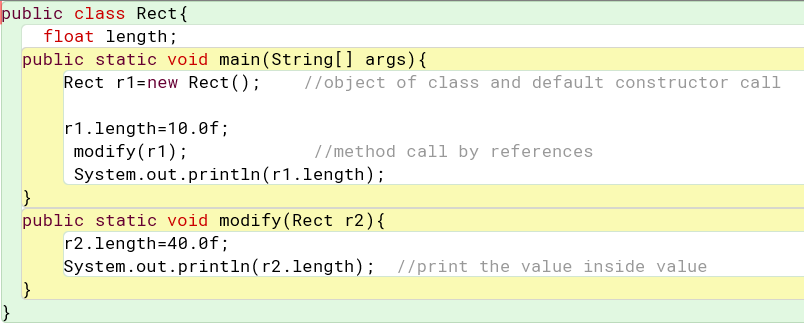 public class Rect{
float length;
public static void main(String[] args){
Rect r1=new Rect();    //object of class and default constructor call
r1.length=10.0f;
modify(r1);            //method call by references
System.out.println(r1.length);
}
public static void modify(Rect r2){
r2.length=40.0f;
System.out.println(r2.length);  //print the value inside value
}
}